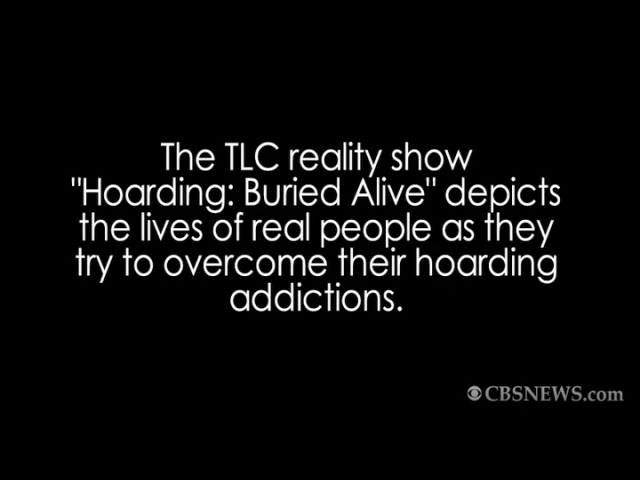 The TLC reality show
"Hoarding: Buried Alive" depicts
the lives of real people as they
try to overcome their hoarding
addictions.
CBSNEWS.com